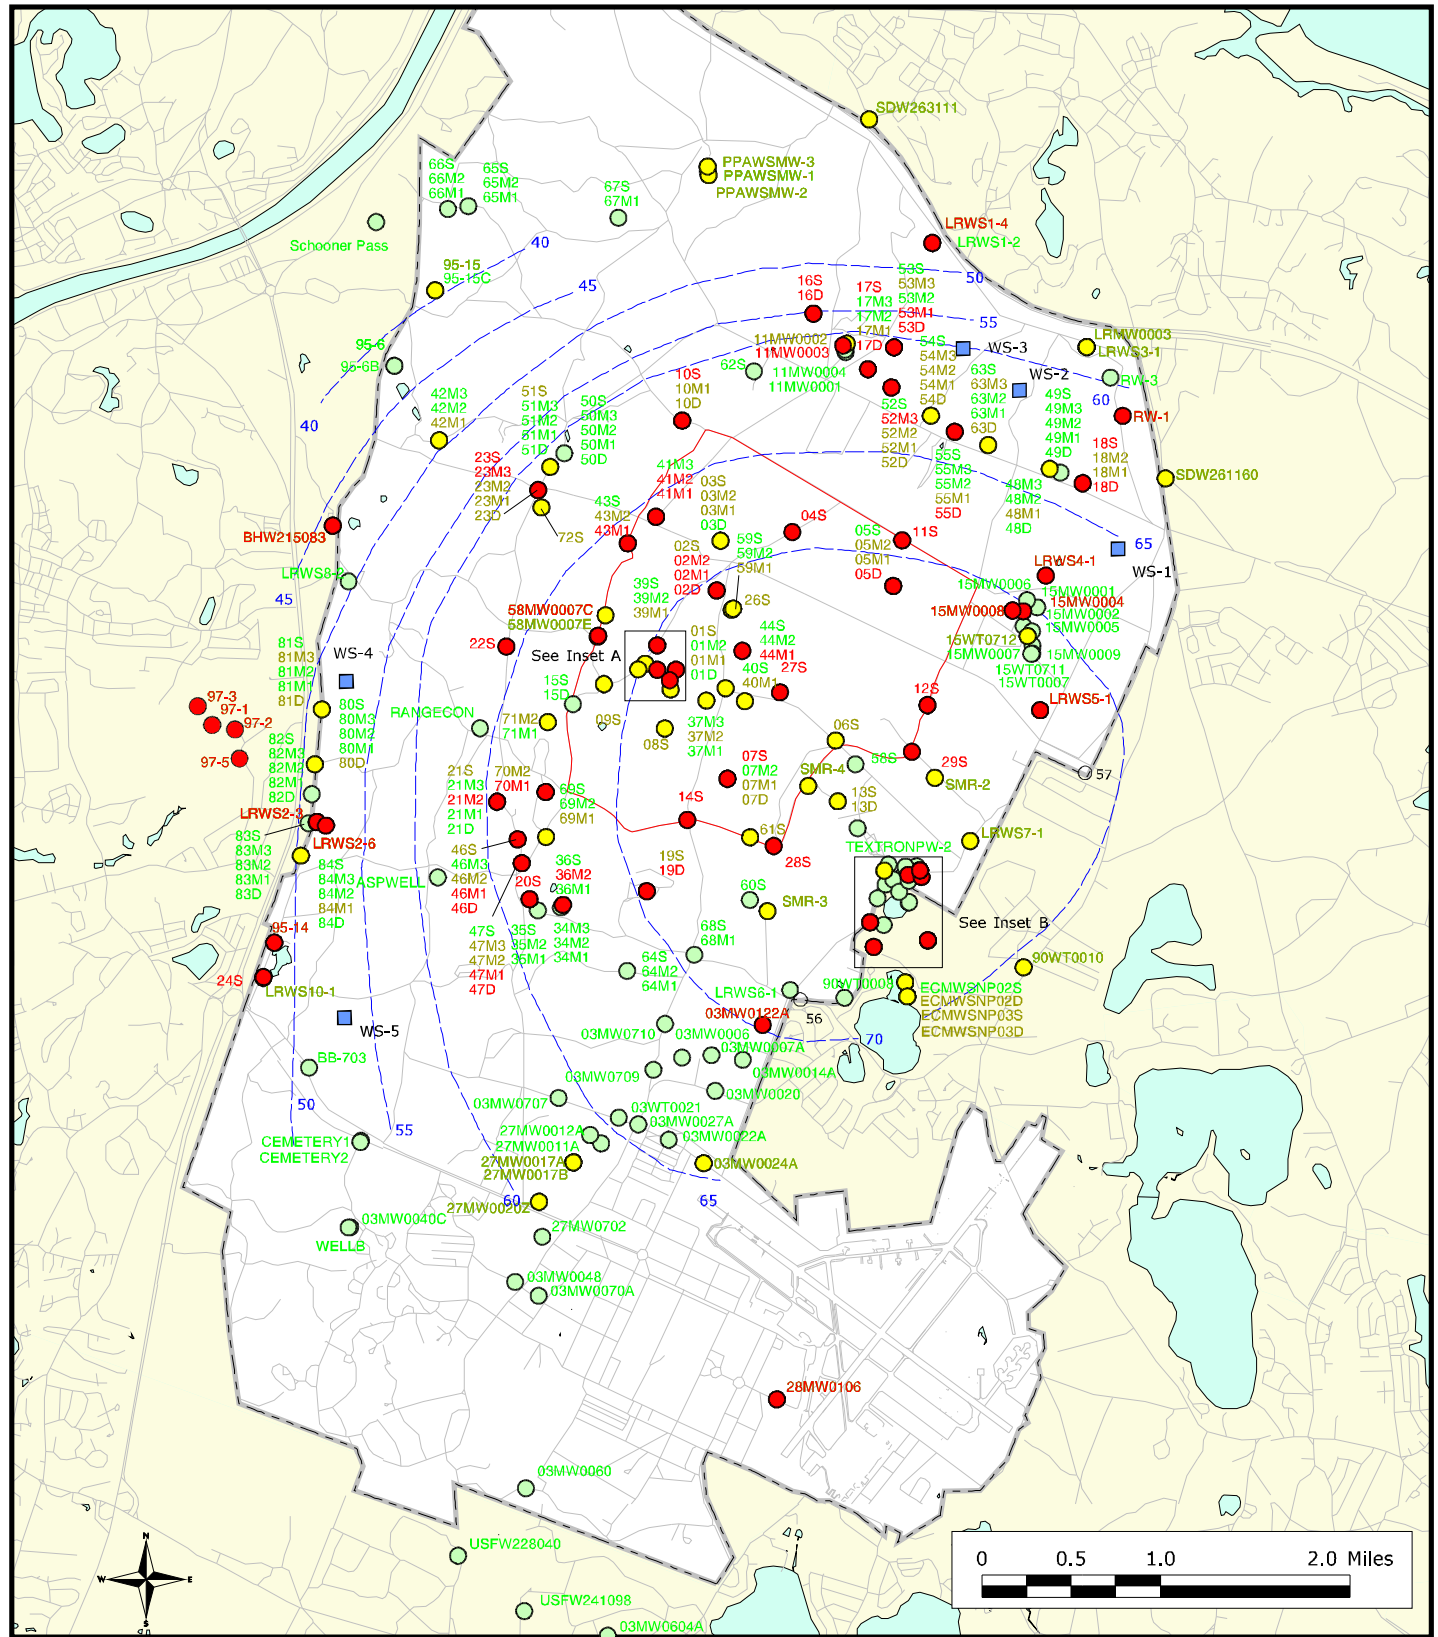 SDW263111
PPAWSMW-3
PPAWSMW-1
PPAWSMW-2
66S
66M2
66M1
65S
65M2
65M1
67S
67M1
Schooner Pass
40
LRWS1-4
LRWS1-2
95-15
95-15C
45
50
16S
16D
17S
17M3
17M2
17M1
17D
53S
53M3
53M2
53M1
53D
55
11MW0002
11MW0003
WS-3
LRMW0003
LRWS3-1
95-6
95-6B
62S
11MW0004
11MW0001
54S
54M3
54M2
54M1
54D
WS-2
RW-3
63S
63M3
63M2
63M1
63D
60
10S
10M1
10D
42M3
42M2
42M1
51S
51M3
51M2
51M1
51D
50S
50M3
50M2
50M1
50D
49S
49M3
49M2
49M1
49D
RW-1
40
52S
52M3
52M2
52M1
52D
18S
18M2
18M1
18D
23S
23M3
23M2
23M1
23D
41M3
41M2
41M1
03S
03M2
03M1
03D
55S
55M3
55M2
55M1
55D
SDW261160
48M3
48M2
48M1
48D
43S
43M2
43M1
04S
BHW215083
72S
05S
05M2
05M1
05D
11S
65
02S
02M2
02M1
02D
59S
59M2
59M1
WS-1
LRWS8-2
LRWS4-1
45
39S
39M2
39M1
15MW0006
15MW0001
26S
15MW0004
15MW0008
15MW0002
15MW0005
58MW0007C
58MW0007E
01S
01M2
01M1
01D
44S
44M2
44M1
15WT0712
15MW0007
15MW0009
81S
81M3
81M2
81M1
81D
22S
See Inset A
WS-4
15WT0711
15WT0007
40S
40M1
27S
15S
15D
12S
LRWS5-1
97-3
97-1
97-2
80S
80M3
80M2
80M1
80D
RANGECON
71M2
71M1
09S
37M3
37M2
37M1
08S
06S
82S
82M3
82M2
82M1
82D
97-5
58S
29S
57
21S
21M3
21M2
21M1
21D
70M2
70M1
07S
07M2
07M1
07D
SMR-4
SMR-2
69S
69M2
69M1
13S
13D
LRWS2-3
14S
61S
LRWS7-1
LRWS2-6
83S
83M3
83M2
83M1
83D
46S
46M3
46M2
46M1
46D
28S
TEXTRONPW-2
84S
84M3
84M2
84M1
84D
ASPWELL
36S
36M2
36M1
19S
19D
20S
60S
SMR-3
See Inset B
95-14
47S
47M3
47M2
47M1
47D
35S
35M2
35M1
34M3
34M2
34M1
68S
68M1
64S
64M2
64M1
24S
LRWS10-1
LRWS6-1
90WT0008
90WT0010
ECMWSNP02S
ECMWSNP02D
ECMWSNP03S
ECMWSNP03D
03MW0122A
56
WS-5
03MW0710
03MW0006
70
BB-703
03MW0007A
03MW0709
03MW0014A
03MW0020
50
03MW0707
03WT0021
03MW0027A
55
27MW0012A
03MW0022A
CEMETERY1
CEMETERY2
27MW0011A
27MW0017A
27MW0017B
03MW0024A
60
65
27MW0020Z
03MW0040C
WELLB
27MW0702
03MW0048
03MW0070A
28MW0106
03MW0060
USFW228040
USFW241098
03MW0604A
N
W
E
S
0
0.5
1.0
2.0 Miles